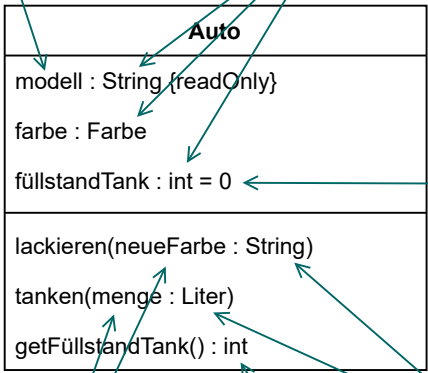 Auto
modell : String {readOnly}
farbe : Farbe
füllstandTank : int = 0
lackieren(neueFarbe : String)
tanken(menge : Liter)
getFüllstandTank() : int